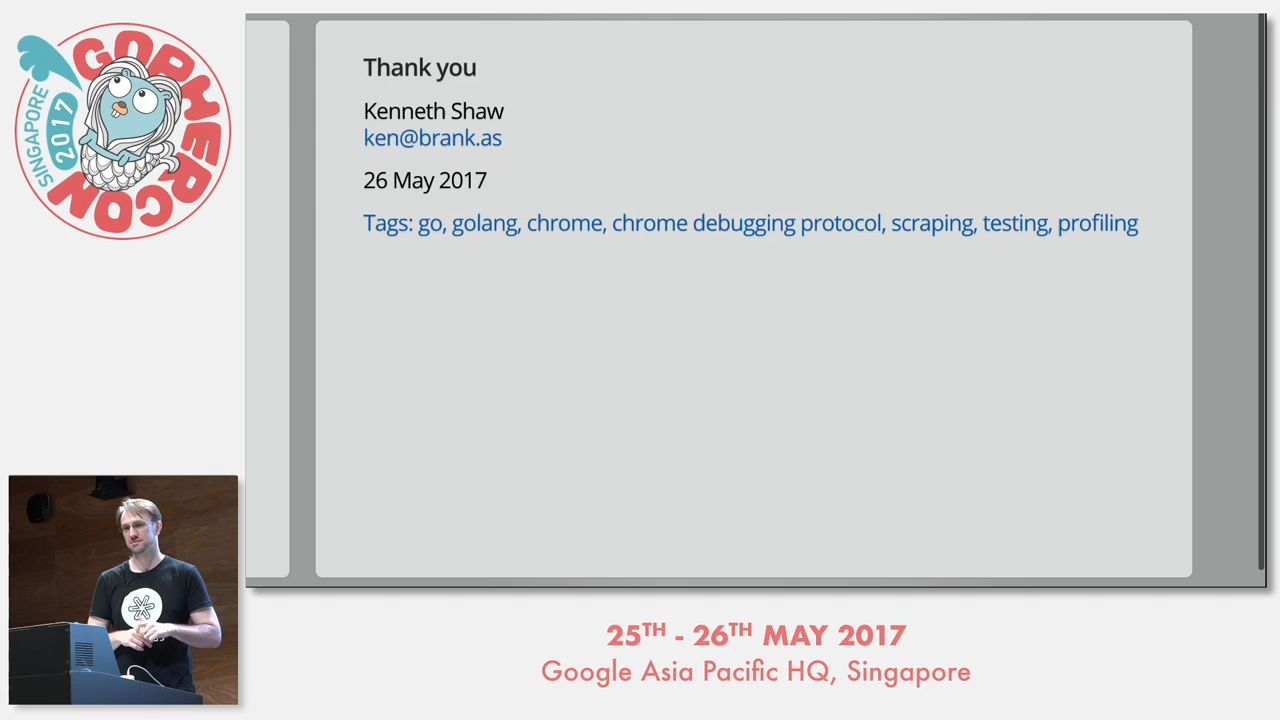 GOPHERCON
SINGAPORE
2017
Thank you
Kenneth Shaw
ken@brank.as
26 May 2017
Tags: go, golang, chrome, chrome debugging protocol, scraping, testing, profiling
25TH - 26TH MAY 2017
Google Asia Pacific HQ, Singapore